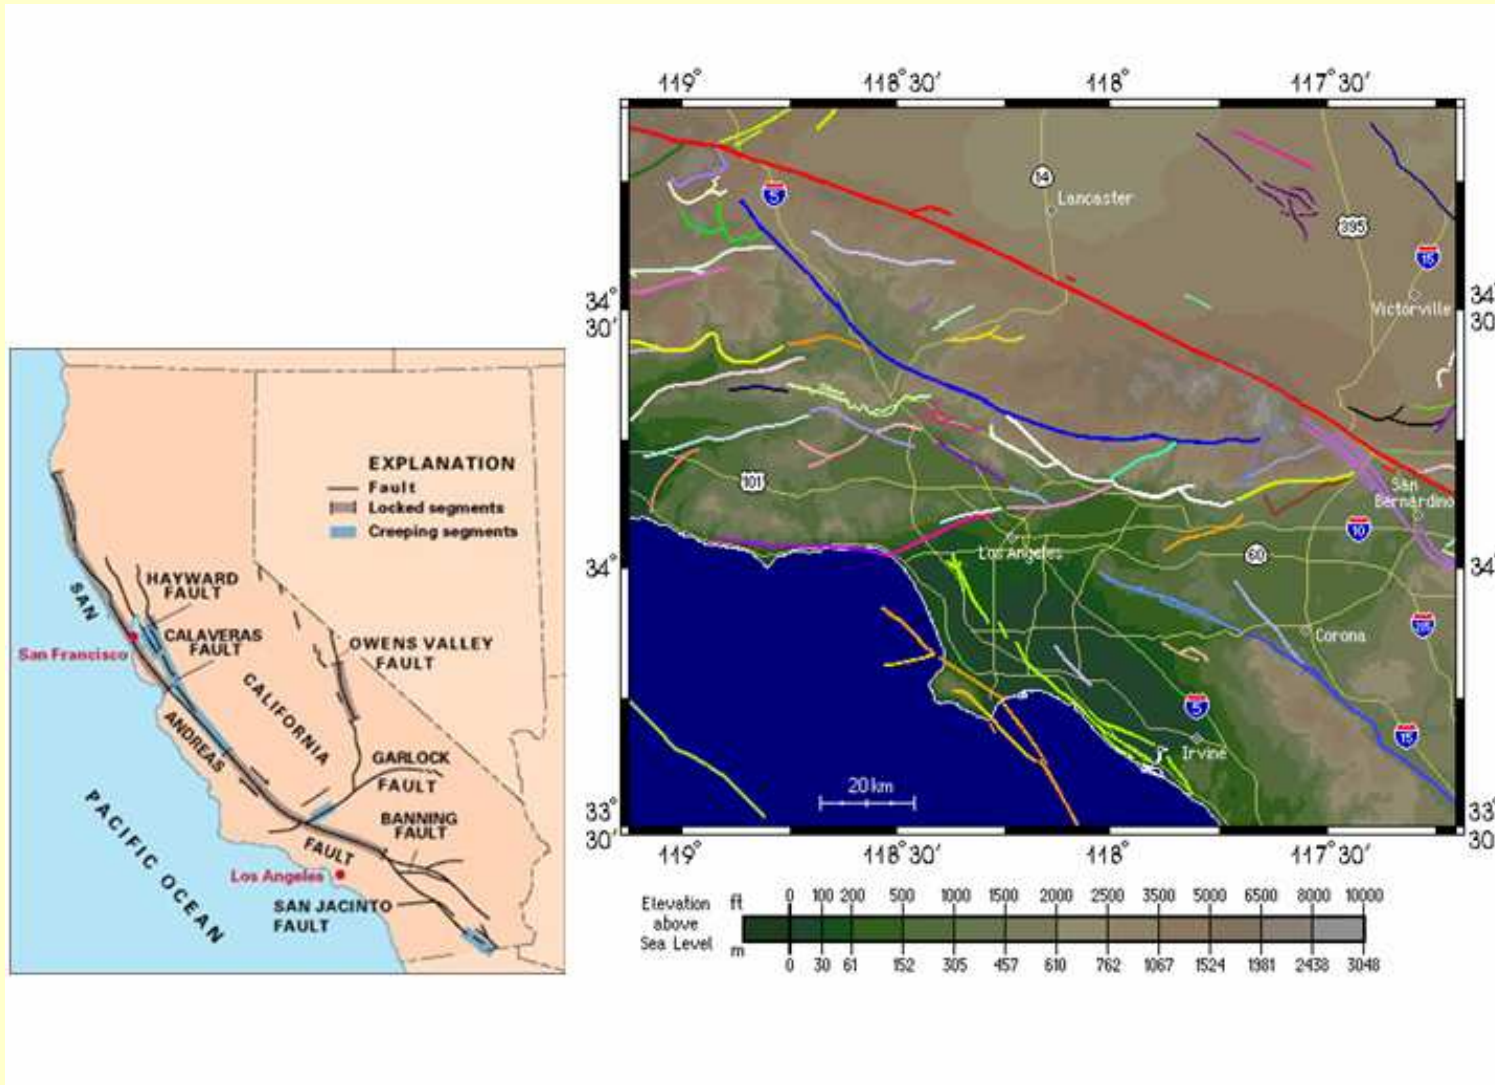 EXPLANATION
Fault
Locked segments
Creeping segments
HAYWARD
FAULT
SAN
CALAVERAS
FAULT
San Francisco
OWENS VALLEY
FAULT
CALIFORNIA
ANDREAS
GARLOCK
FAULT
PACIFIC OCEAN
BANNING
FAULT
FAULT
Los Angeles
SAN JACINTO
FAULT
119° 118° 30' 118° 117° 30'
14
5
Lancaster
395
15
34°
30'
34°
30'
Victorville
101
San
Bernardino
10
Los Angeles
60
34°
34°
Corona
5
15
Irvine
20 km
33°
30'
33°
30'
119° 118° 30' 118° 117° 30'
Elevation
above
Sea Level
ft 0 100 200 500 1000 1500 2000 2500 3500 5000 6500 8000 10000
m 0 30 61 152 305 457 610 762 1067 1524 1981 2438 3048